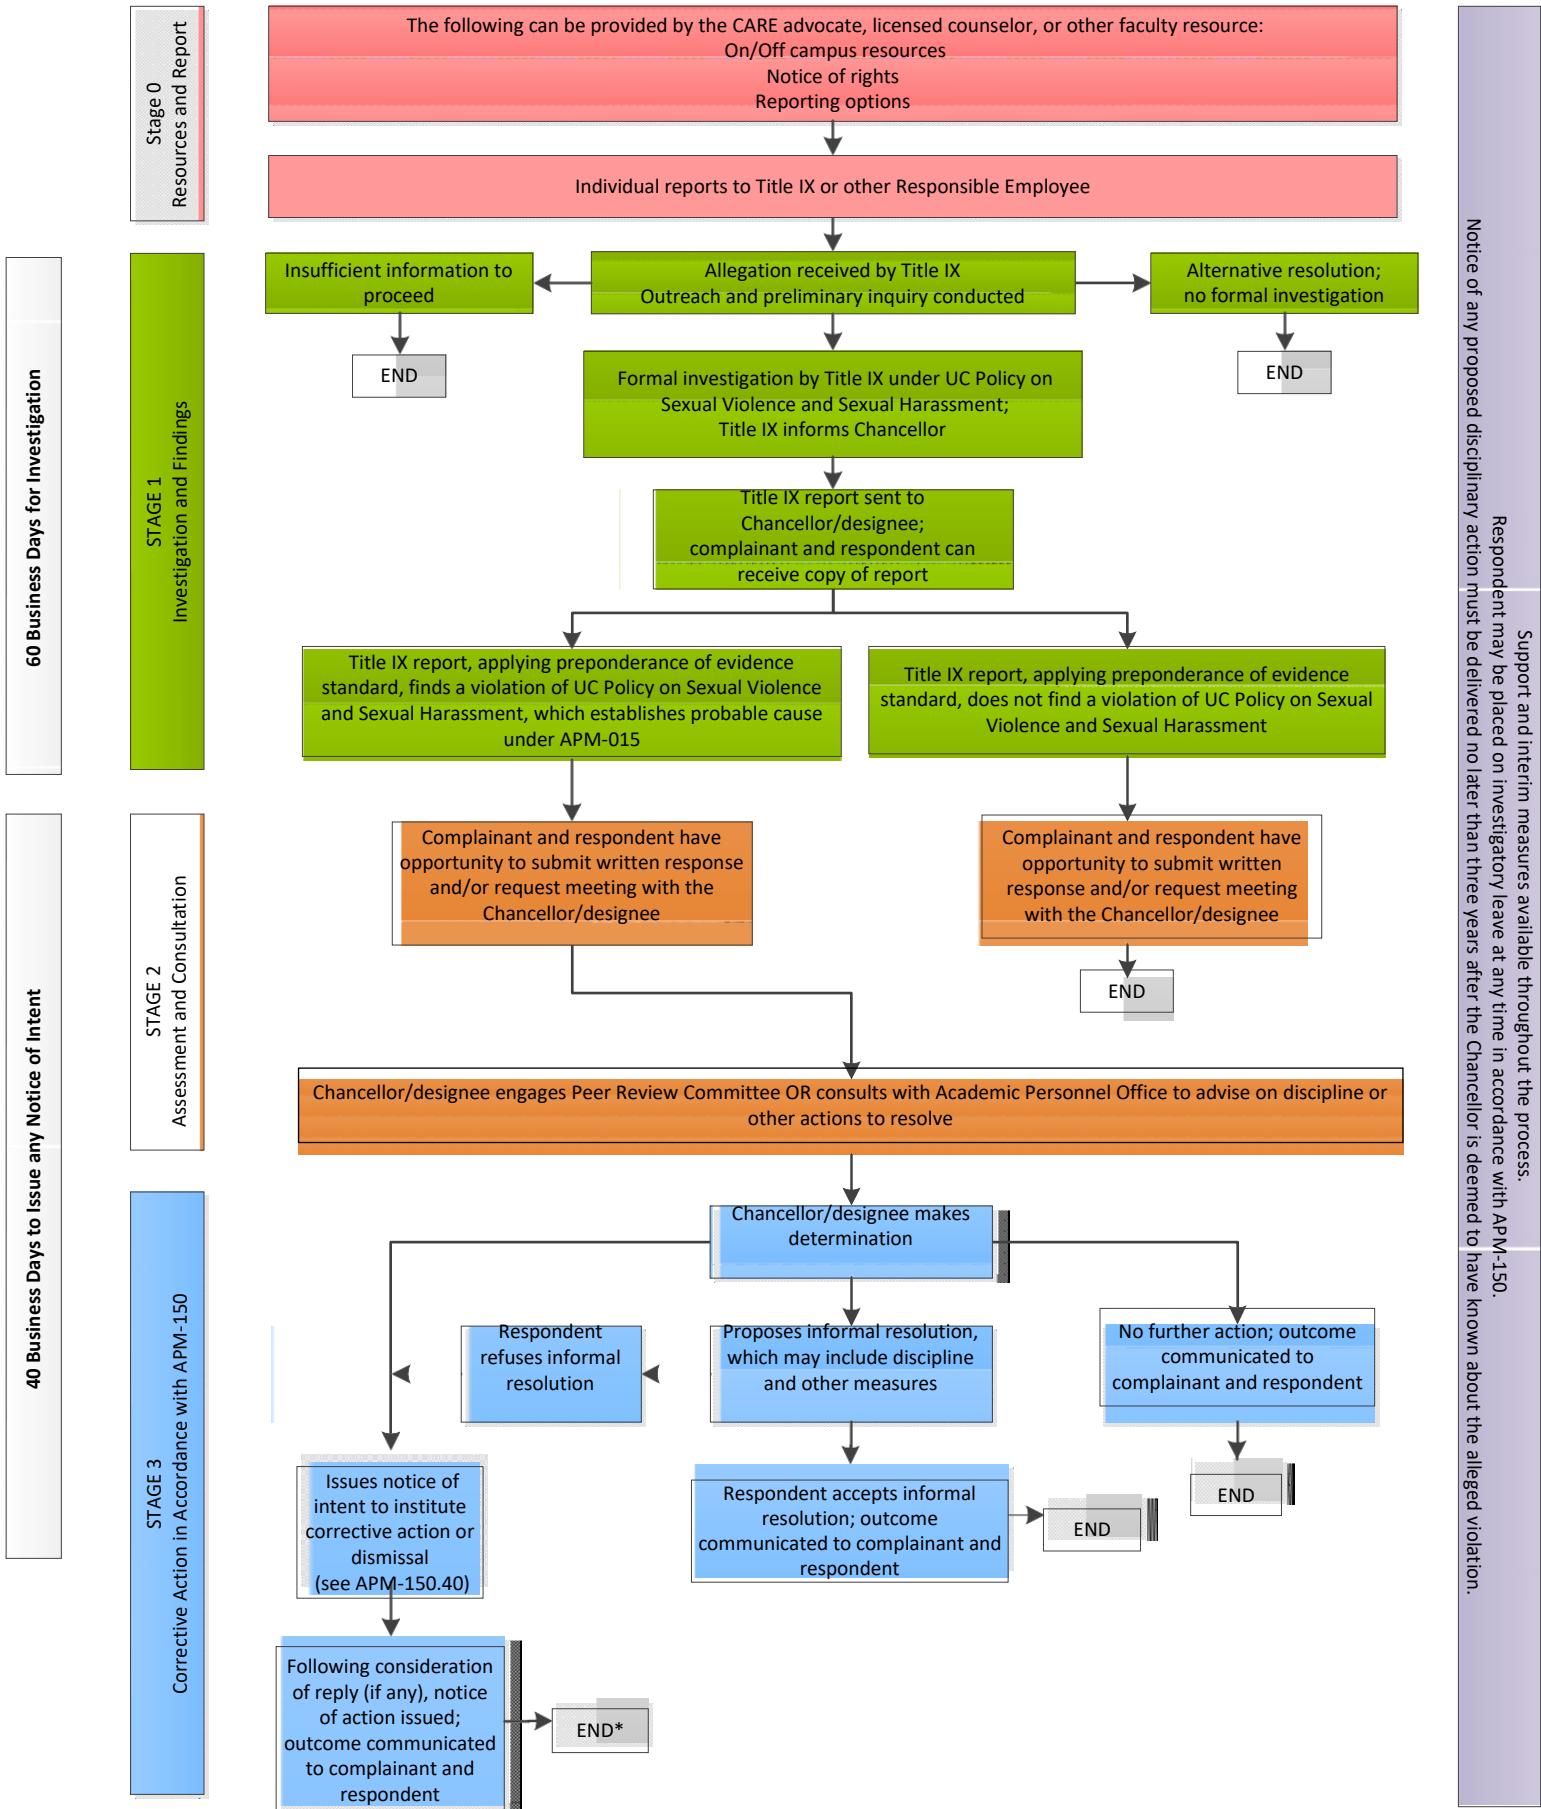 Stage 0
Resources and Report
The following can be provided by the CARE advocate, licensed counselor, or other faculty resource:
On/Off campus resources
Notice of rights
Reporting options
Individual reports to Title IX or other Responsible Employee
60 Business Days for Investigation
STAGE 1
Investigation and Findings
Insufficient information to
proceed
Allegation received by Title IX
Outreach and preliminary inquiry conducted
Alternative resolution;
no formal investigation
END
END
Formal investigation by Title IX under UC Policy on
Sexual Violence and Sexual Harassment;
Title IX informs Chancellor
Title IX report sent to
Chancellor/designee;
complainant and respondent can
receive copy of report
Title IX report, applying preponderance of evidence
standard, finds a violation of UC Policy on Sexual Violence
and Sexual Harassment, which establishes probable cause
under APM-015
Title IX report, applying preponderance of evidence
standard, does not find a violation of UC Policy on Sexual
Violence and Sexual Harassment
40 Business Days to Issue any Notice of Intent
STAGE 2
Assessment and Consultation
Complainant and respondent have
opportunity to submit written response
and/or request meeting with the
Chancellor/designee
Complainant and respondent have
opportunity to submit written
response and/or request meeting
with the Chancellor/designee
END
Chancellor/designee engages Peer Review Committee OR consults with Academic Personnel Office to advise on discipline or
other actions to resolve
STAGE 3
Corrective Action in Accordance with APM-150
Chancellor/designee makes
determination
Respondent
refuses informal
resolution
Proposes informal resolution,
which may include discipline
and other measures
No further action; outcome
communicated to
complainant and respondent
END
Issues notice of
intent to institute
corrective action or
dismissal
(see APM-150.40)
Respondent accepts informal
resolution; outcome
communicated to complainant and
respondent
END
Following consideration
of reply (if any), notice
of action issued;
outcome communicated
to complainant and
respondent
END*
Support and interim measures available throughout the process.
Respondent may be placed on investigatory leave at any time in accordance with APM-150.
Notice of any proposed disciplinary action must be delivered no later than three years after the Chancellor is deemed to have known about the alleged violation.